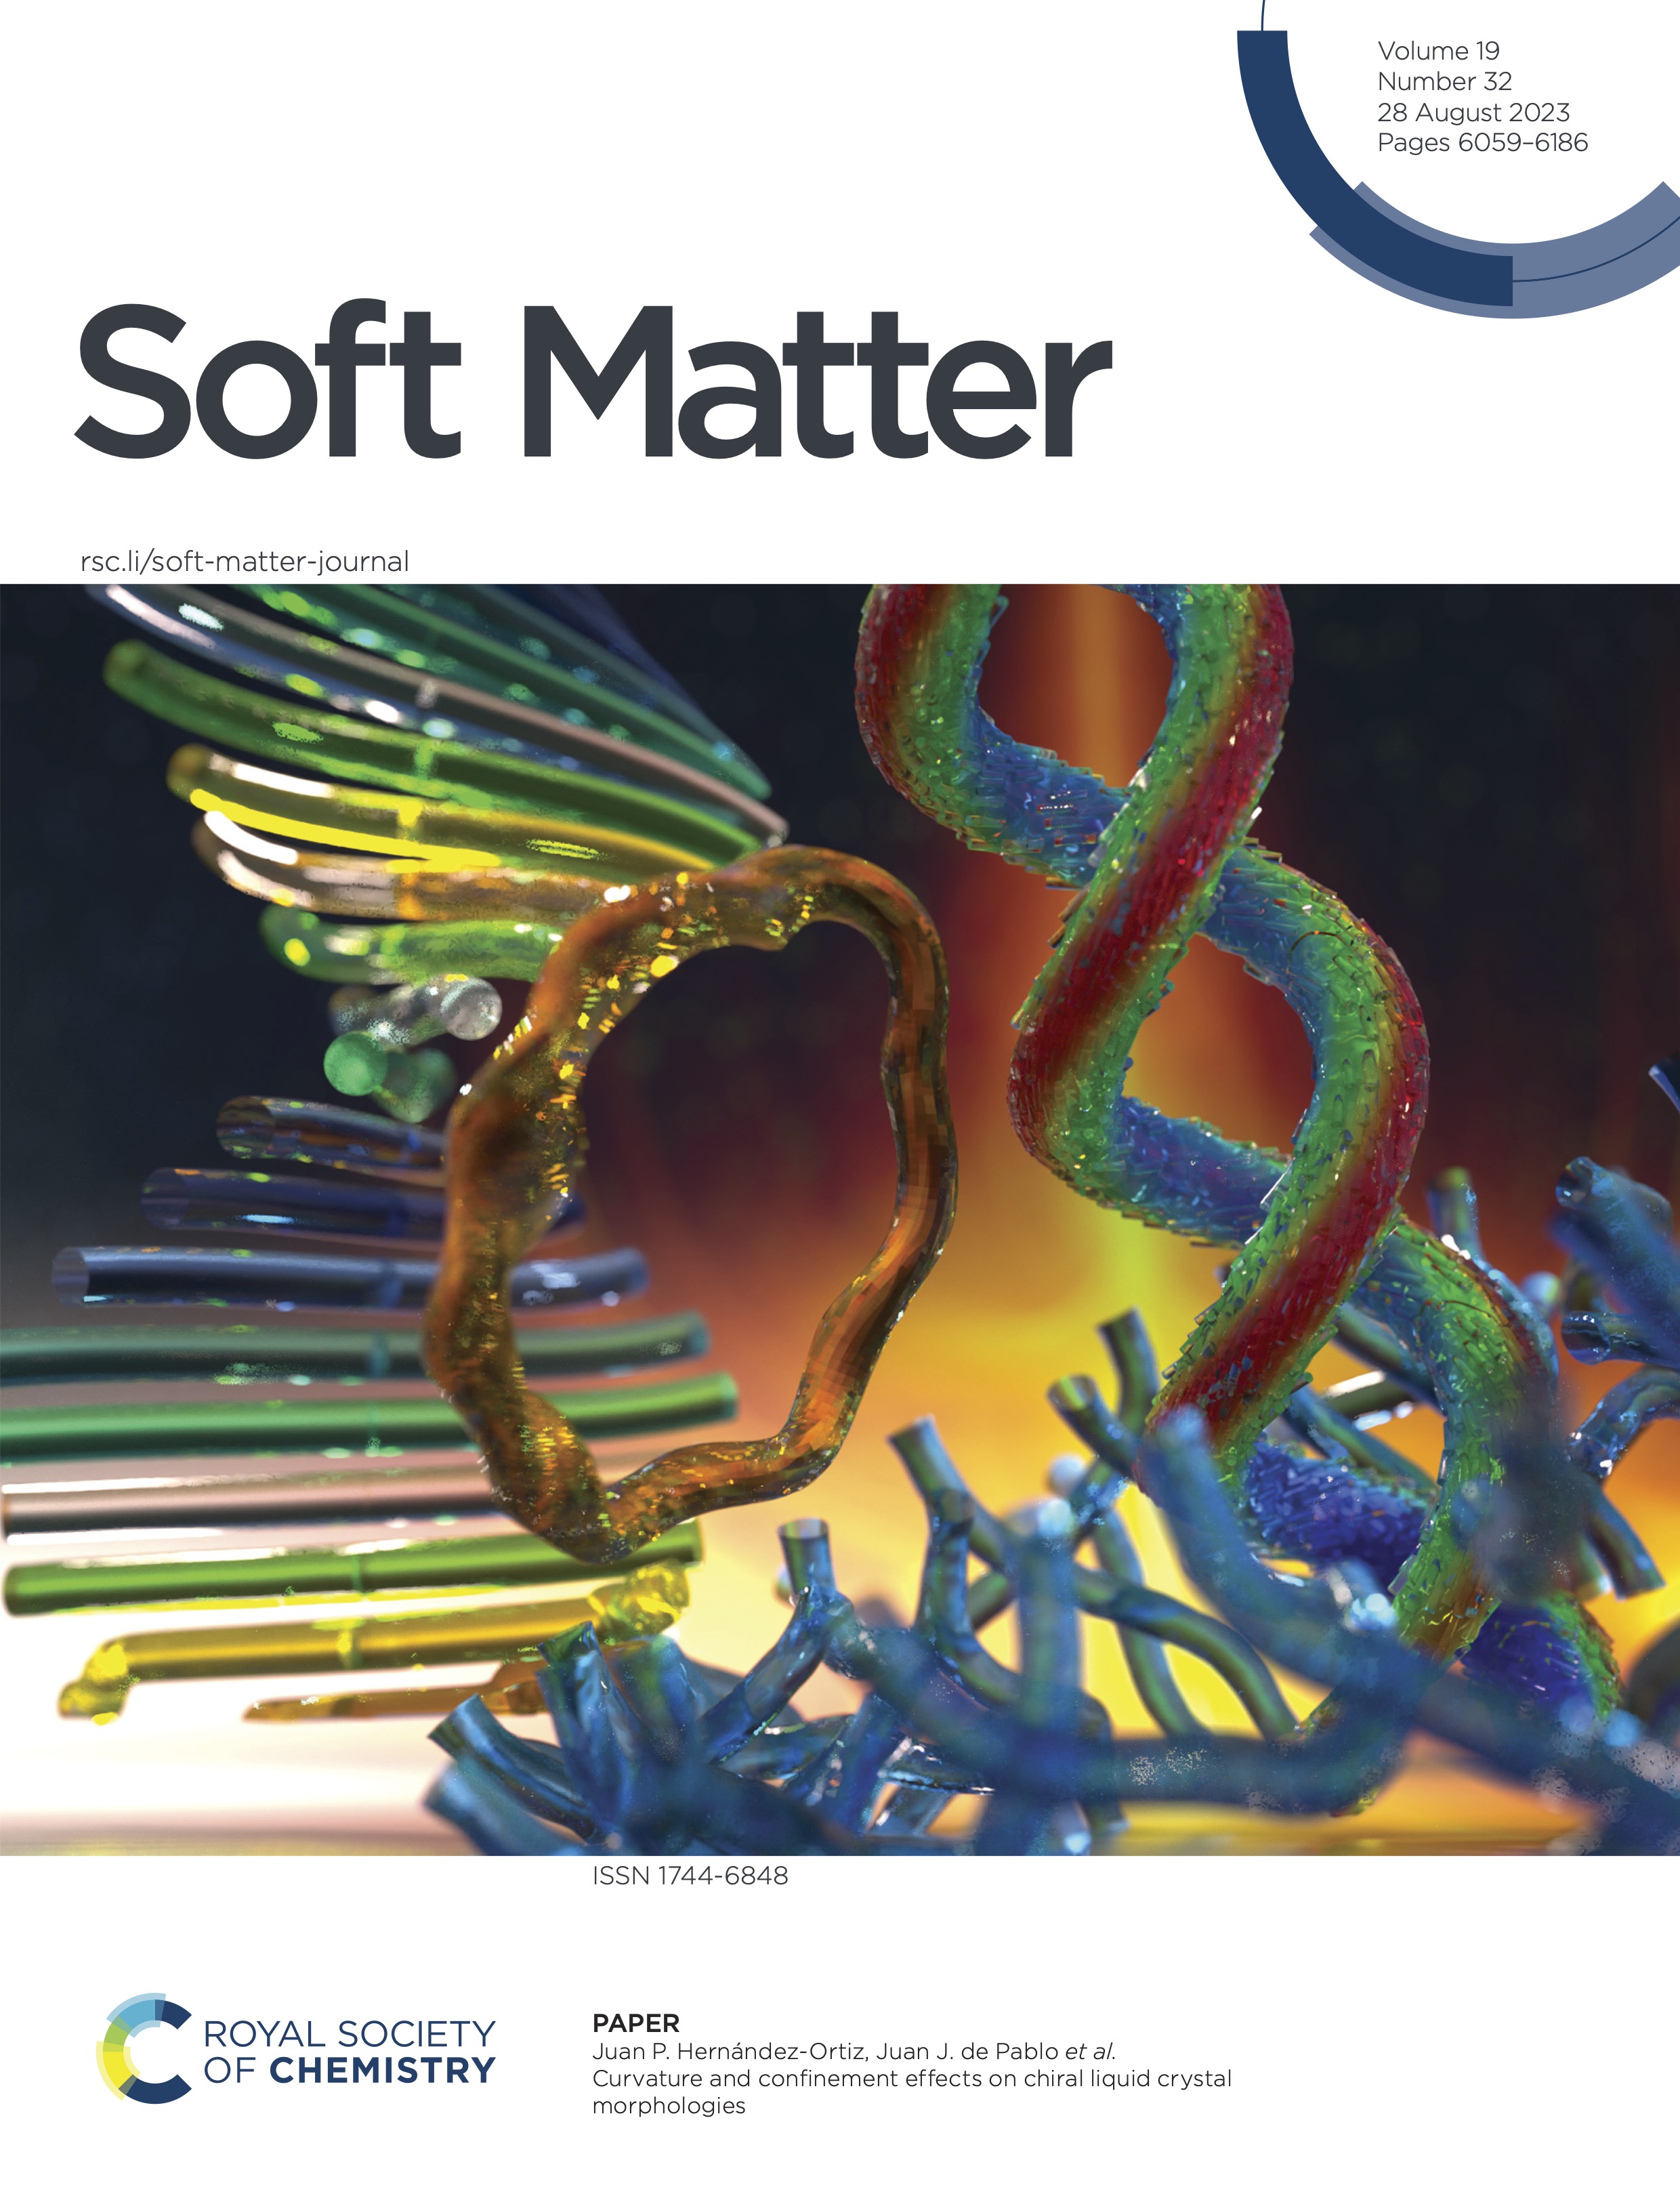 Volume 19
Number 32
28 August 2023
Pages 6059–6186
Soft Matter
rsc.li/soft-matter-journal
ISSN 1744-6848
ROYAL SOCIETY
OF CHEMISTRY
PAPER
Juan P. Hernández-Ortiz, Juan J. de Pablo et al.
Curvature and confinement effects on chiral liquid crystal
morphologies